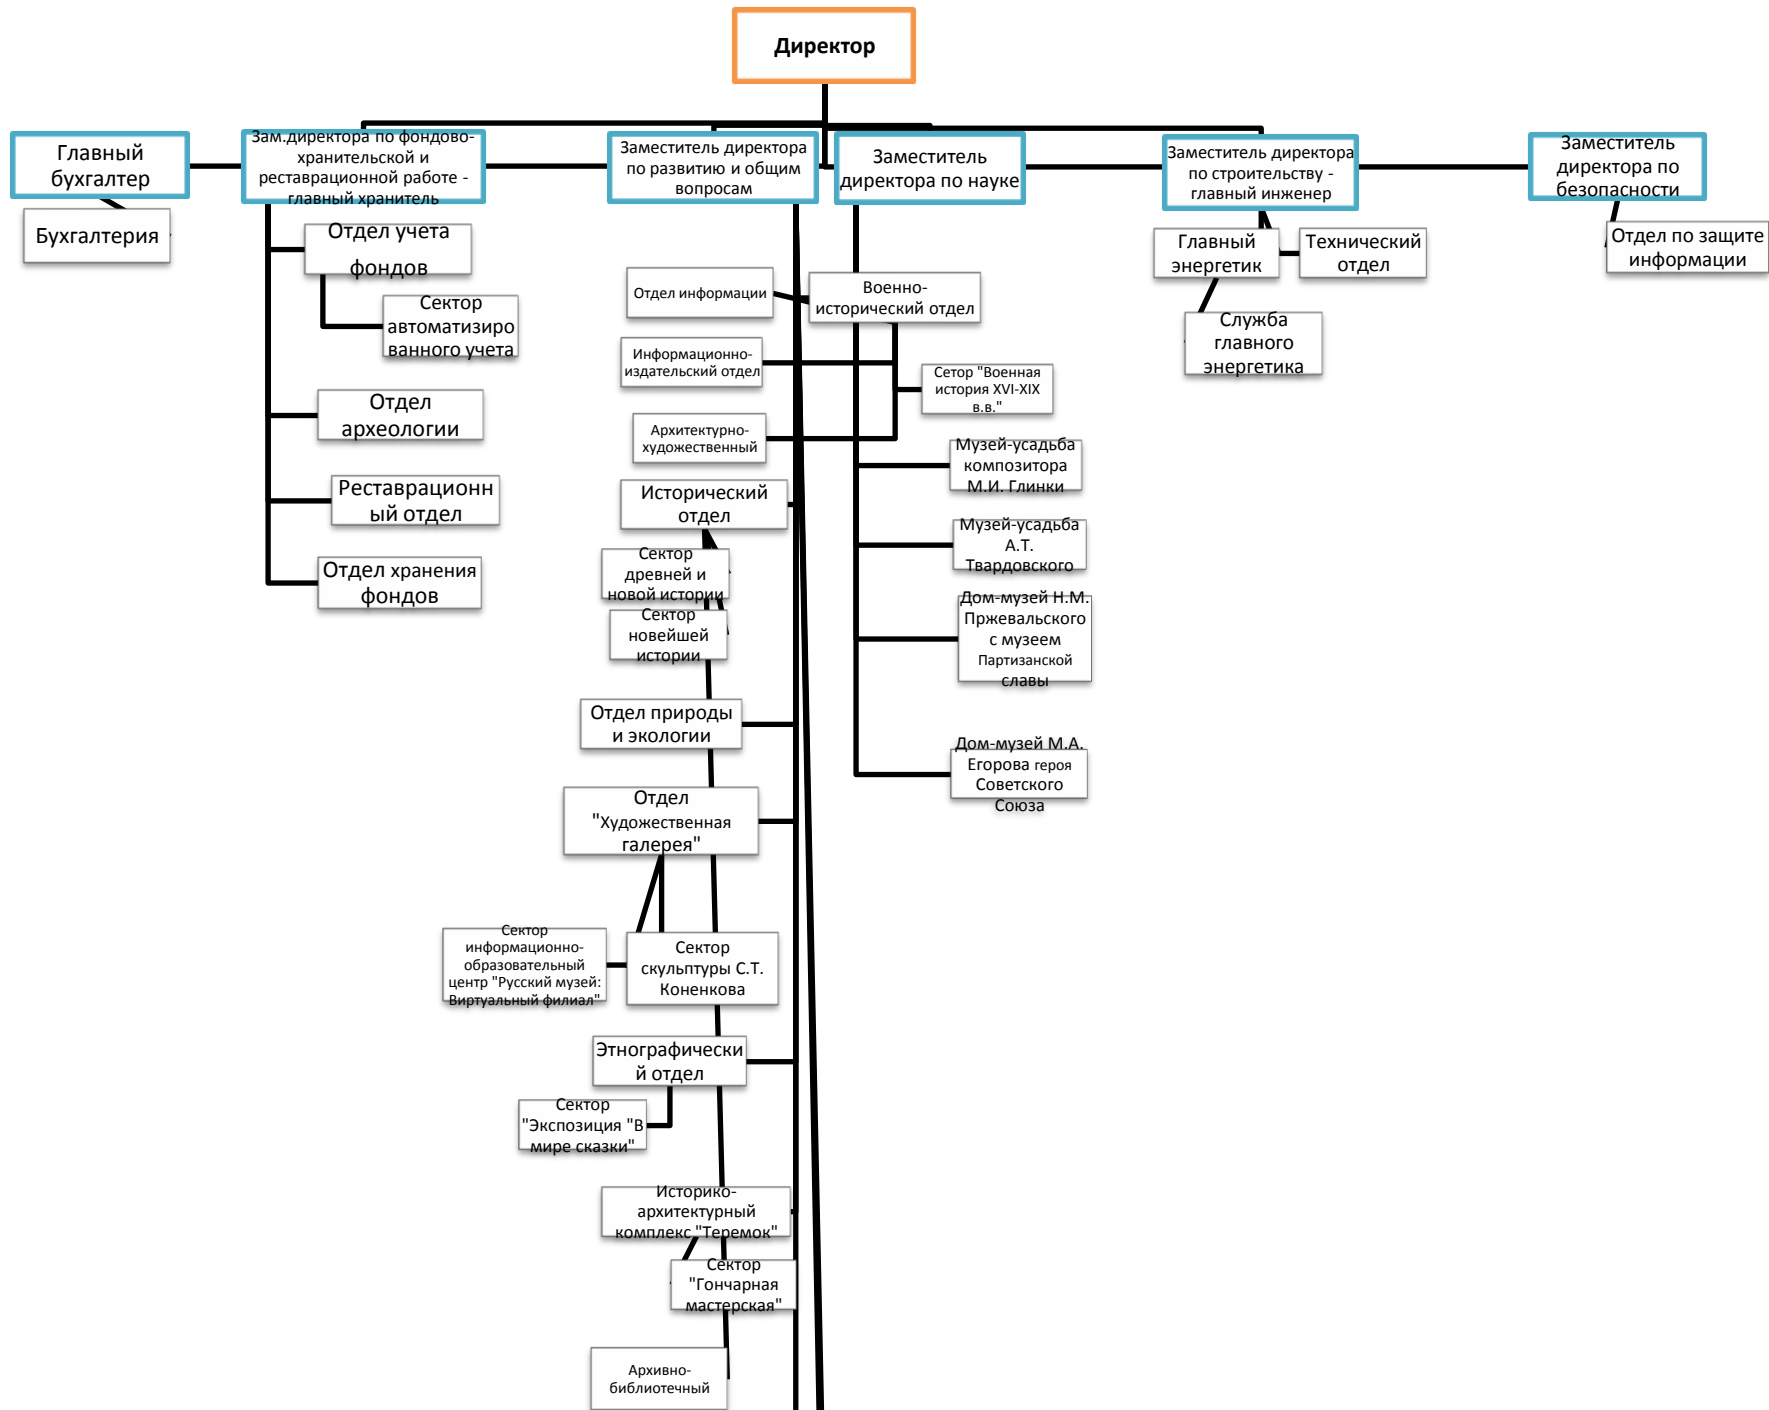 Директор
Главный
бухгалтер
Зам.директора по фондово-
хранительской и
реставрационной работе -
главный хранитель
Заместитель директора
по развитию и общим
вопросам
Заместитель
директора по науке
Заместитель директора
по строительству -
главный инженер
Заместитель
директора по
безопасности
Бухгалтерия
Отдел учета
фондов
Сектор
автоматизиро
ванного учета
Отдел
археологии
Реставрационн
ый отдел
Отдел хранения
фондов
Отдел информации
Информационно-
издательский отдел
Архитектурно-
художественный
Исторический
отдел
Сектор
древней и
новой истории
Сектор
новейшей
истории
Отдел природы
и экологии
Отдел
"Художественная
галерея"
Сектор
информационно-
образовательный
центр "Русский музей:
Виртуальный филиал"
Сектор
скульптуры С.Т.
Коненкова
Этнографически
й отдел
Сектор
"Экспозиция "В
мире сказки"
Историко-
архитектурный
комплекс "Теремок"
Сектор
"Гончарная
мастерская"
Архивно-
библиотечный
Военно-
исторический отдел
Сетор "Военная
история XVI-XIX
в.в."
Музей-усадьба
композитора
М.И. Глинки
Музей-усадьба
А.Т.
Твардовского
Дом-музей Н.М.
Пржевальского
с музеем
Партизанской
славы
Дом-музей М.А.
Егорова героя
Советского
Союза
Главный
энергетик
Технический
отдел
Служба
главного
энергетика
Отдел по защите
информации